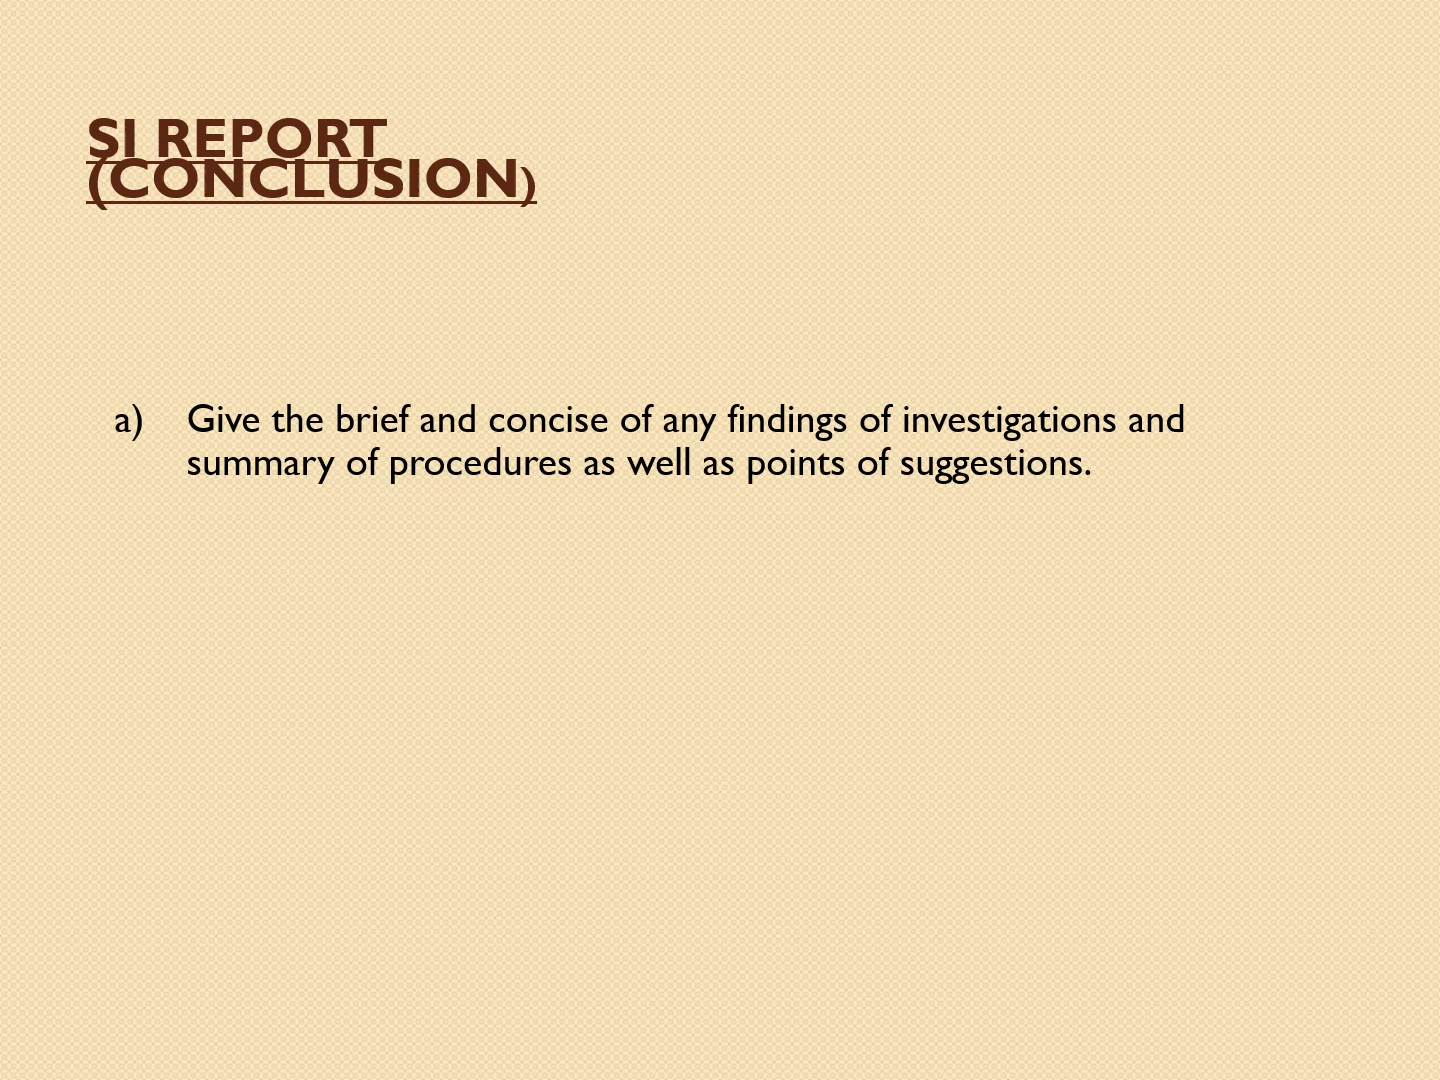 SI REPORT
(CONCLUSION)
a) Give the brief and concise of any findings of investigations and
summary of procedures as well as points of suggestions.